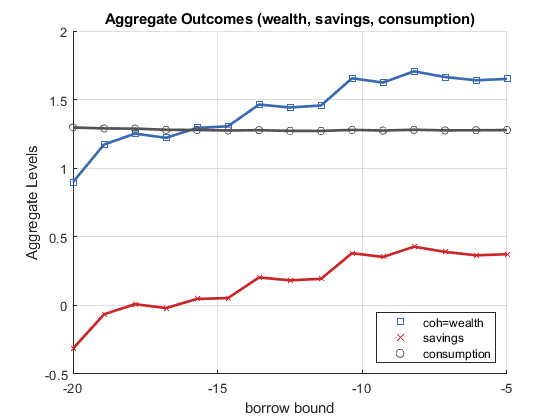 Aggregate Outcomes (wealth, savings, consumption)
2
1.5
1
0.5
0
-0.5
Aggregate Levels
-20
-15
-10
-5
borrow bound
coh=wealth
savings
consumption